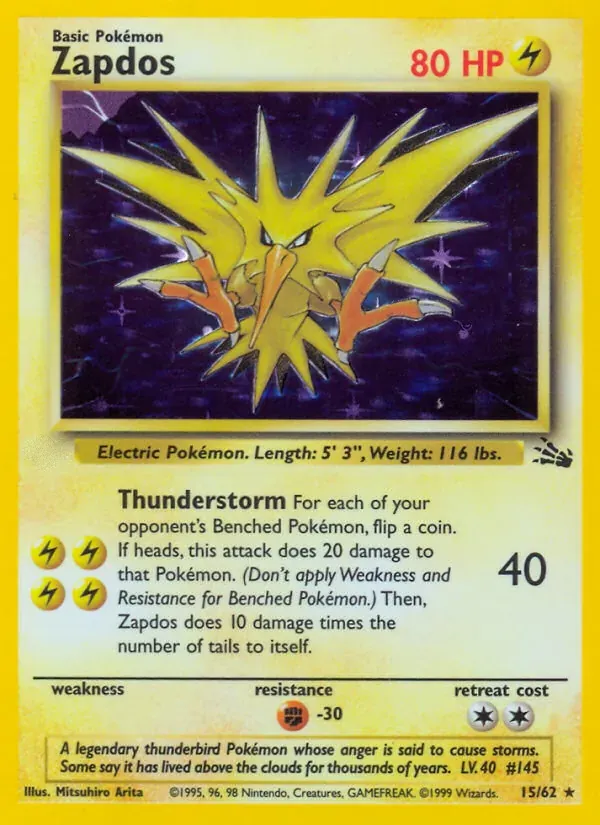 Basic Pokémon
Zapdos
80 HP
Electric Pokémon. Length: 5' 3", Weight: 116 lbs.
Thunderstorm For each of your
opponent's Benched Pokémon, flip a coin.
If heads, this attack does 20 damage to
that Pokémon. (Don't apply Weakness and
Resistance for Benched Pokémon.) Then,
Zapdos does 10 damage times the
number of tails to itself.
40
weakness
resistance
retreat cost
-30
A legendary thunderbird Pokémon whose anger is said to cause storms.
Some say it has lived above the clouds for thousands of years. LV. 40 #145
Illus. Mitsuhiro Arita ©1995, 96, 98 Nintendo, Creatures, GAMEFREAK. ©1999 Wizards. 15/62 ★